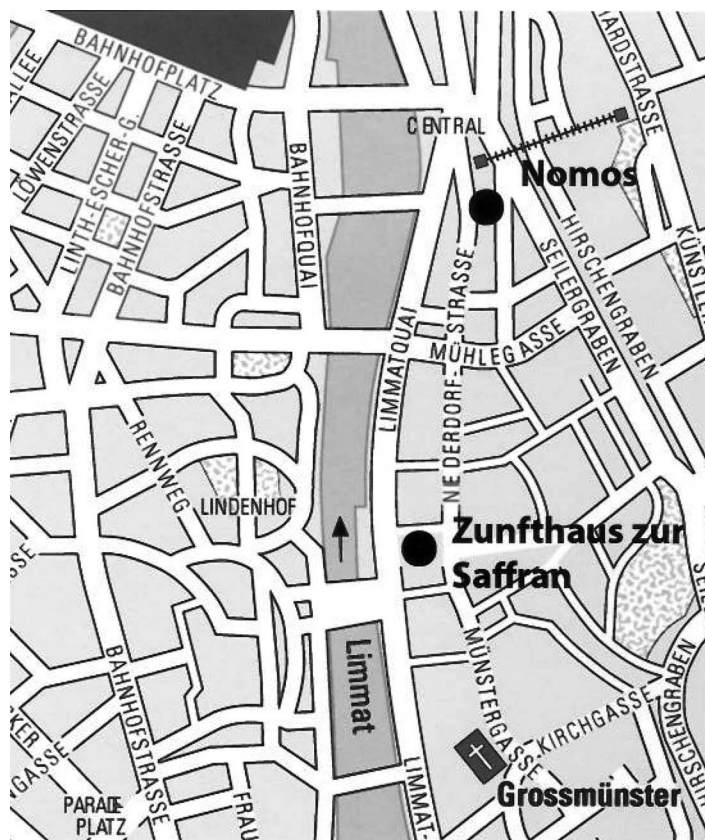 BAHNHOFPLATZ
ALLEE
LÖWENSTRASSE
LINTH-ESCHER-G.
BAHNHOFSTRASSE
BAHNHOFQUAI
CENTRAL
Nomos
HIRSCHENGRABEN
SEILERGRABEN
LIMMATQUAI
MÜHLEGASSE
NIEDERDORF-
STRASSE
RENNWEG
LINDENHOF
Zunfthaus zur
Saffran
Limmat
BAHNHOFSTRASSE
MÜNSTERGASSE
KIRCHGASSE
HIRSCHENGRABEN
Grossmünster
LIMMAT-
PARADE
PLATZ